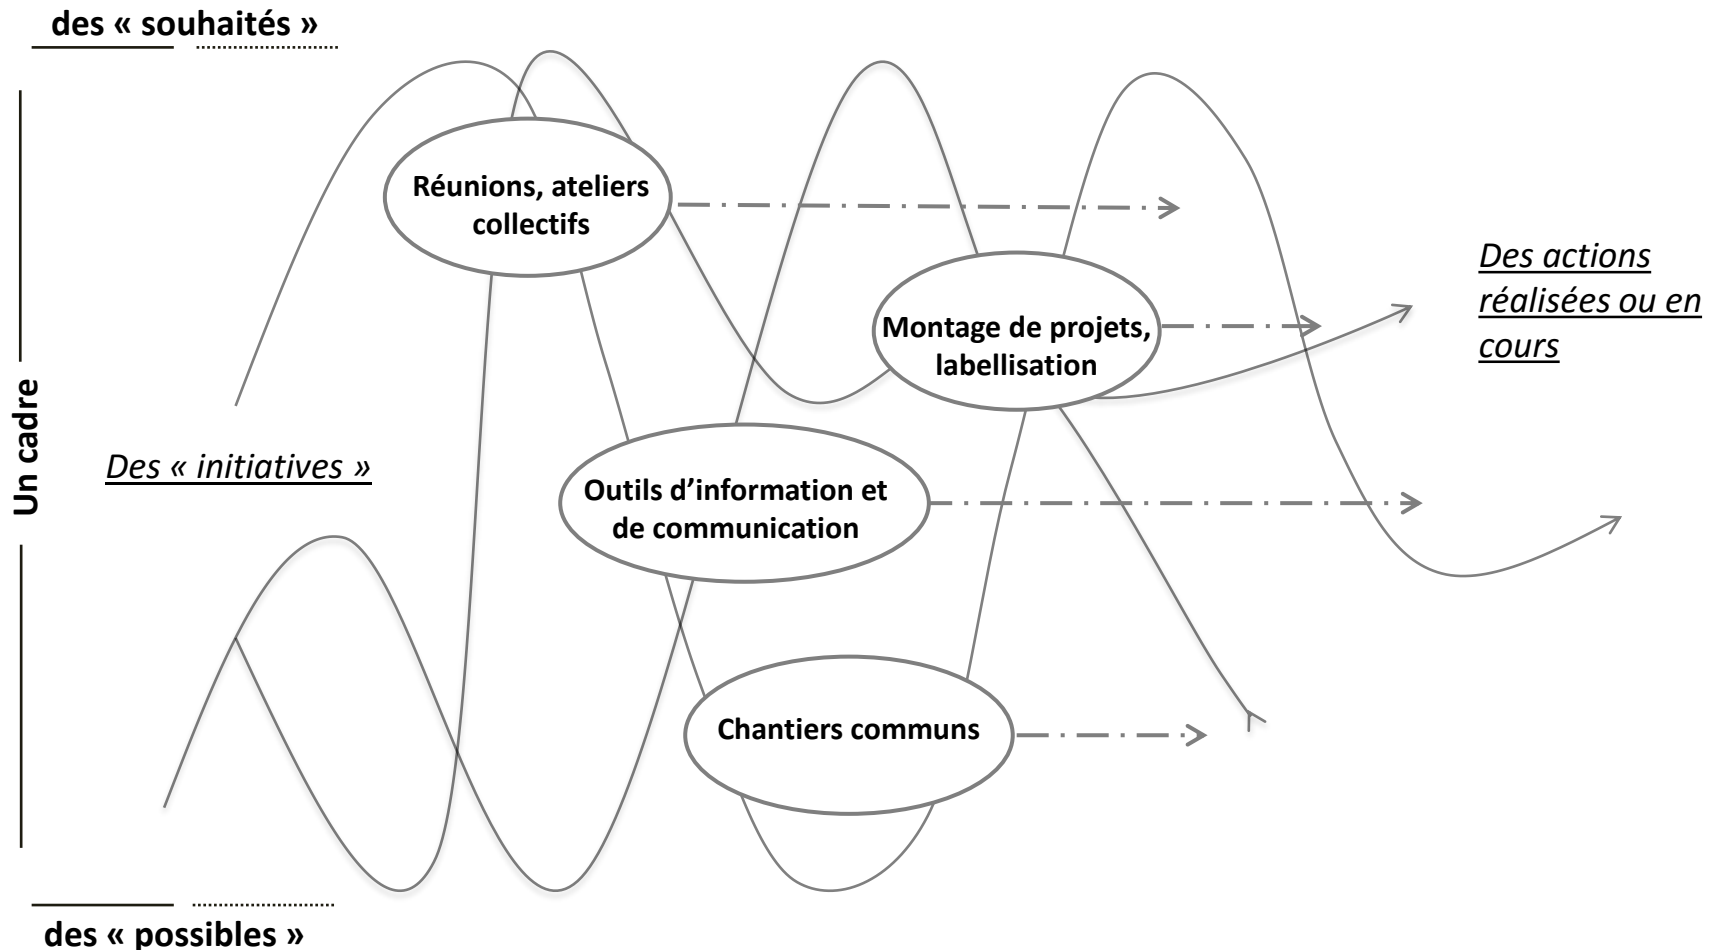 des « souhaités »
Réunions, ateliers
collectifs
Des actions
réalisées ou en
cours
Montage de projets,
labellisation
Un cadre
Des « initiatives »
Outils d’information et
de communication
Chantiers communs
des « possibles »